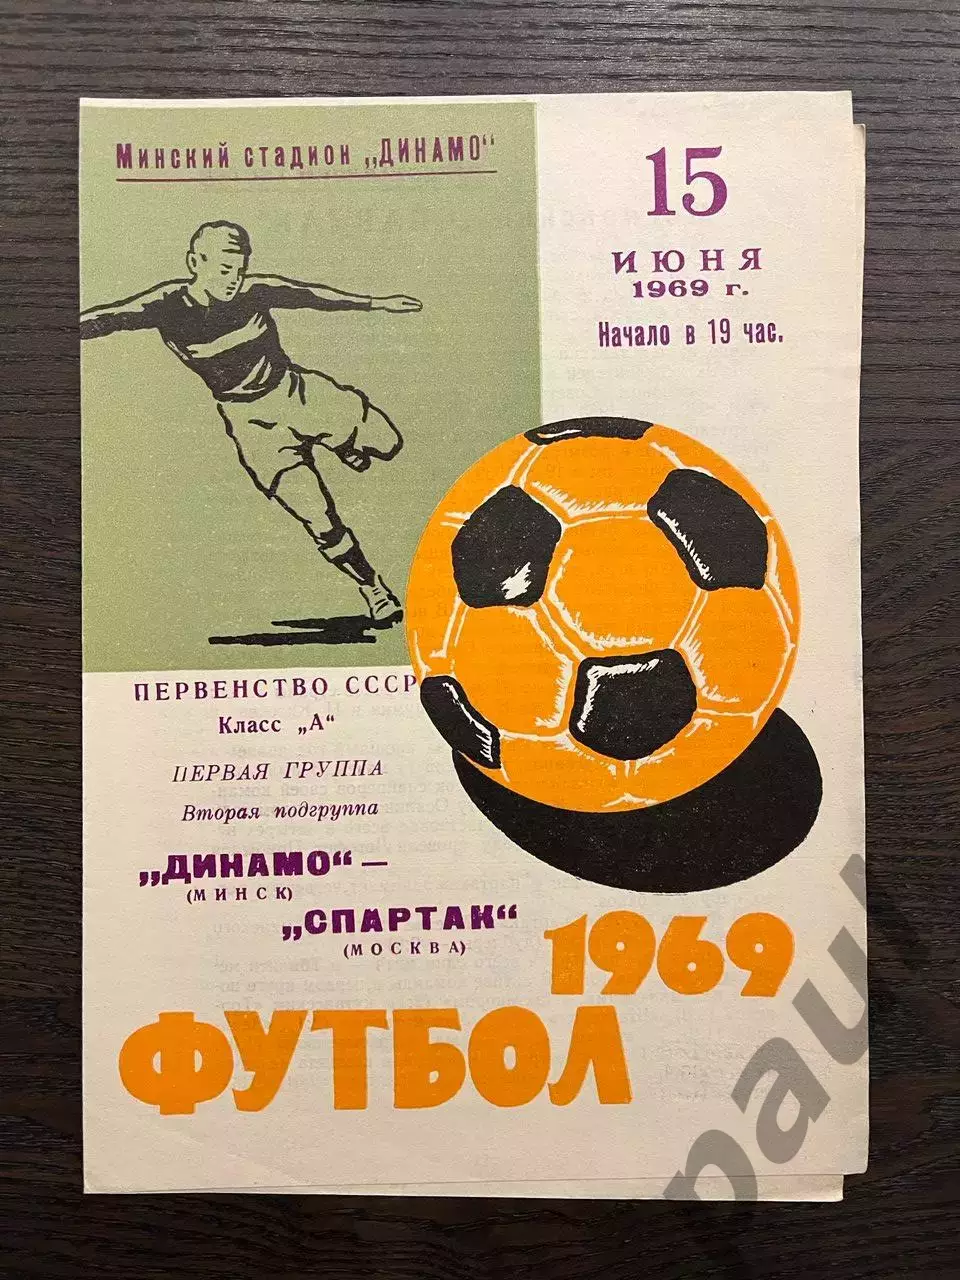 Минский стадион „ДИНАМО“
15
ИЮНЯ
1969 г.
Начало в 19 час.
ПЕРВЕНСТВО СССР
Класс „А“
ПЕРВАЯ ГРУППА
Вторая подгруппа
„ДИНАМО“ —
(МИНСК)
„СПАРТАК“
(МОСКВА)
1969
ФУТБОЛ